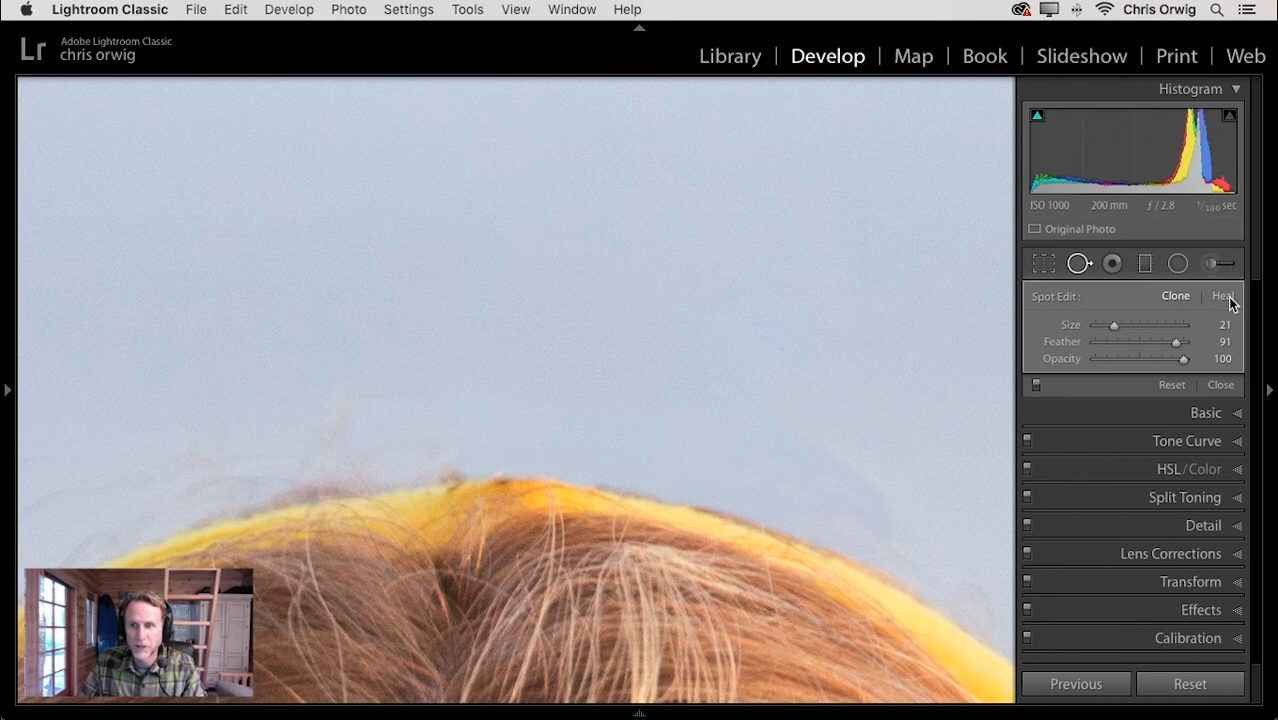 Lightroom Classic File Edit Develop Photo Settings Tools View Window Help Chris Orwig
Lr Adobe Lightroom Classic
chris orwig
Library | Develop | Map | Book | Slideshow | Print | Web
Histogram
ISO 1000 200 mm ƒ / 2.8 1/100 sec
Original Photo
Spot Edit : Clone | Heal
Size 21
Feather 91
Opacity 100
Reset | Close
Basic
Tone Curve
HSL / Color
Split Toning
Detail
Lens Corrections
Transform
Effects
Calibration
Previous Reset